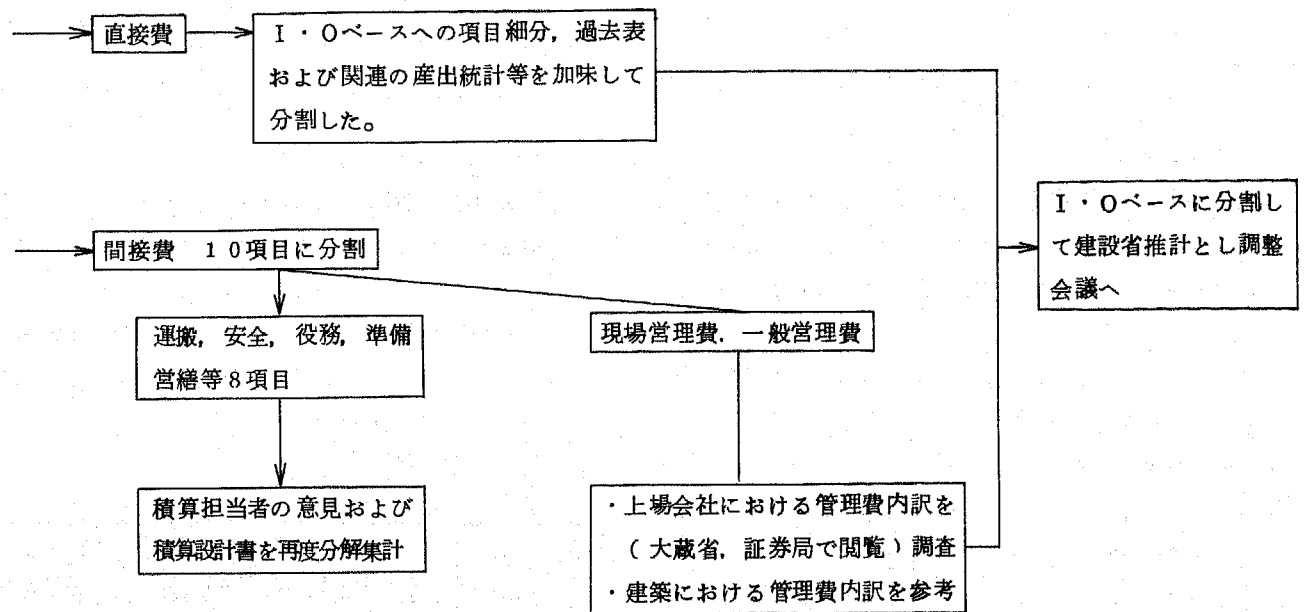 直接費
I・Oベースへの項目細分，過去表
および関連の産出統計等を加味して
分割した。
I・Oベースに分割し
て建設省推計とし調整
会議へ
間接費　10項目に分割
運搬，安全，役務，準備
営繕等8項目
現場営理費，一般営理費
積算担当者の意見および
積算設計書を再度分解集計
・上場会社における管理費内訳を
（大蔵省，証券局で閲覧）調査
・建築における管理費内訳を参考